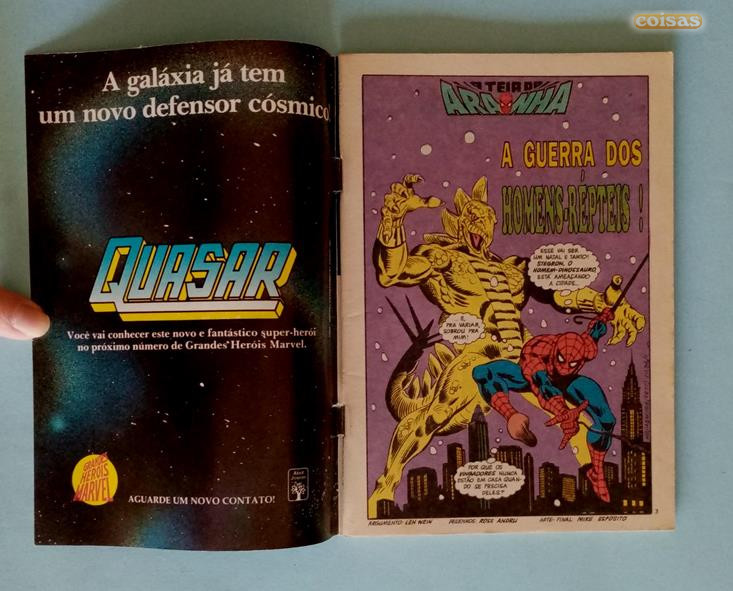 coisas
A galáxia já tem
um novo defensor cósmico
QUASAR
Você vai conhecer este novo e fantástico super-herói
no próximo número de Grandes Heróis Marvel.
GRANDES
HERÓIS
MARVEL
AGUARDE UM NOVO CONTATO!
Abril
Jovem
A TEIA DO
ARANHA
A GUERRA DOS
HOMENS-RÉPTEIS!
ESSE VAI SER
UM NATAL E TANTO!
STEGRON, O
HOMEM-DINOSSAURO,
ESTÁ AMEAÇANDO
A CIDADE...
E,
PRA VARIAR,
SOBROU PRA
MIM!
POR QUE OS
VINGADORES NUNCA
ESTÃO EM CASA QUAN-
DO SE PRECISA
DELES?
3
ARGUMENTO: LEN WEIN DESENHOS: ROSS ANDRU ARTE-FINAL: MIKE ESPOSITO